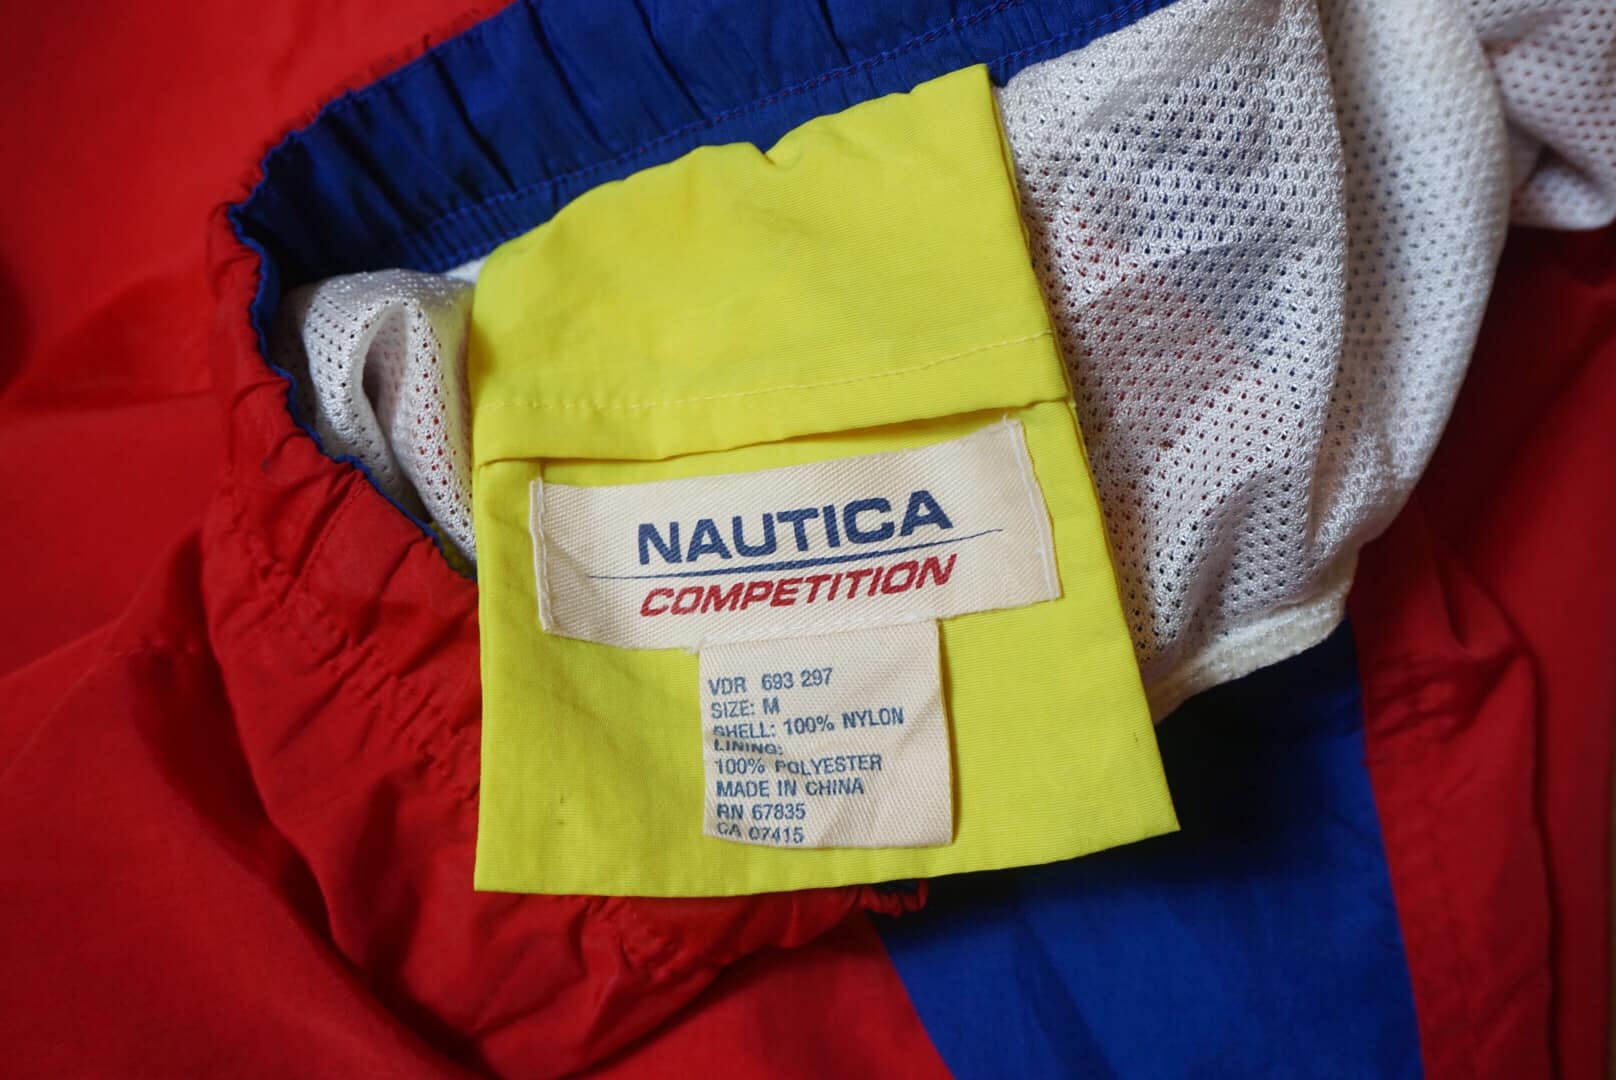 NAUTICA
COMPETITION
VDR 693 297
SIZE: M
SHELL: 100% NYLON
LINING:
100% POLYESTER
MADE IN CHINA
RN 67835
CA 07415